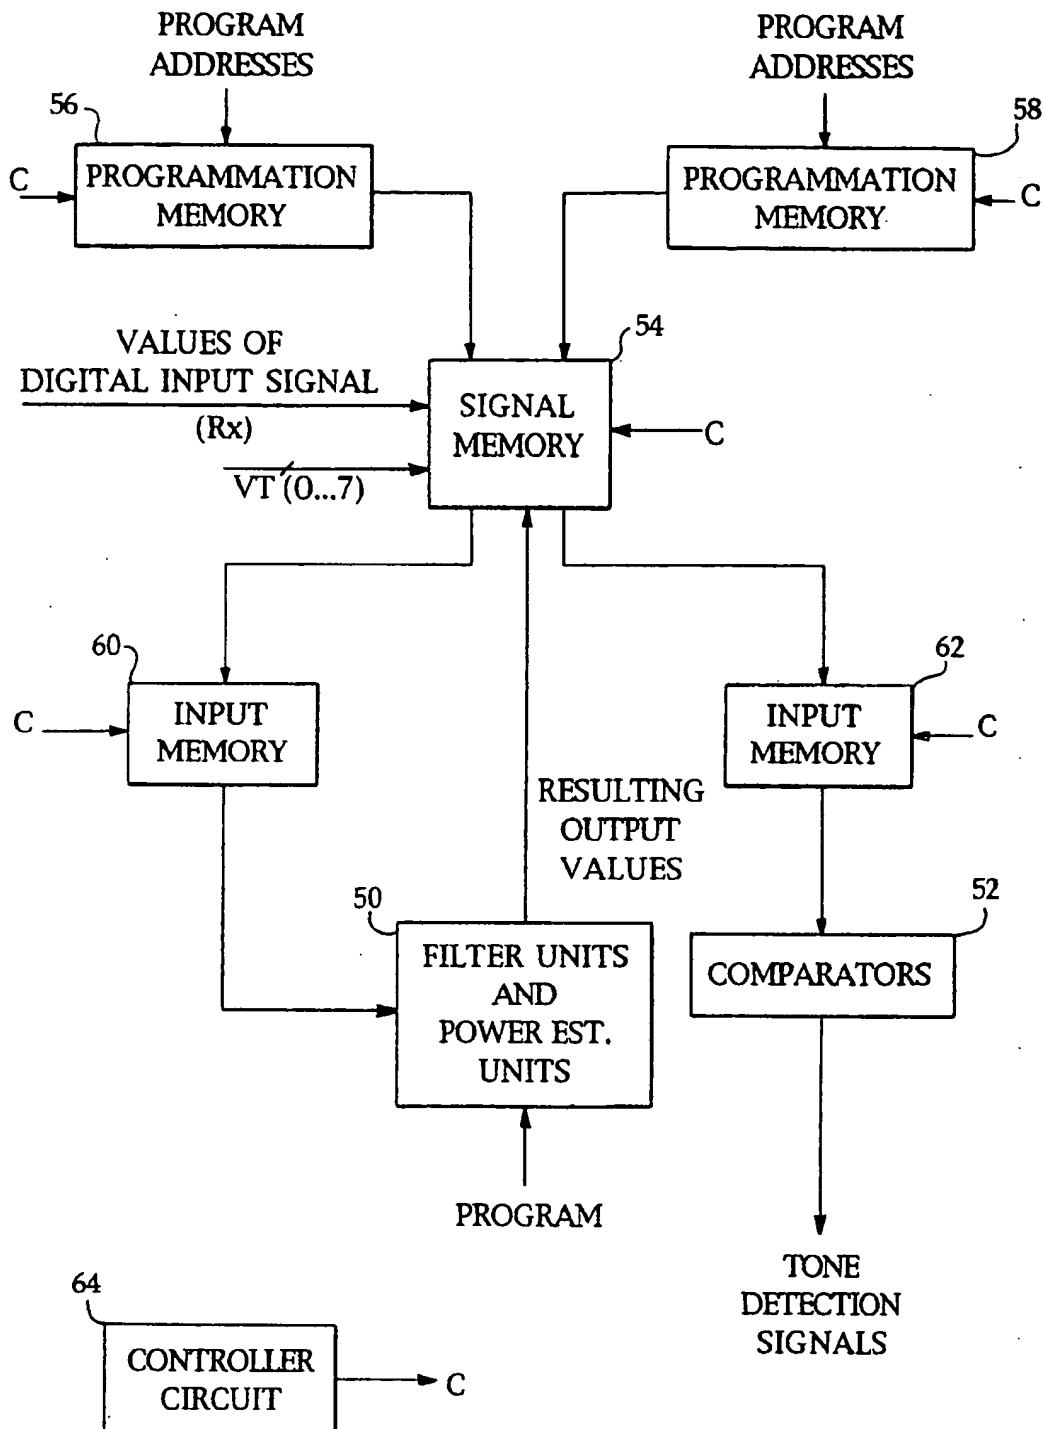 PROGRAM
ADDRESSES
PROGRAM
ADDRESSES
56
58
C
PROGRAMMATION
MEMORY
PROGRAMMATION
MEMORY
C
54
VALUES OF
DIGITAL INPUT SIGNAL
(Rx)
VT (0...7)
SIGNAL
MEMORY
C
60
62
C
INPUT
MEMORY
INPUT
MEMORY
C
RESULTING
OUTPUT
VALUES
50
52
FILTER UNITS
AND
POWER EST.
UNITS
COMPARATORS
PROGRAM
TONE
DETECTION
SIGNALS
64
CONTROLLER
CIRCUIT
C